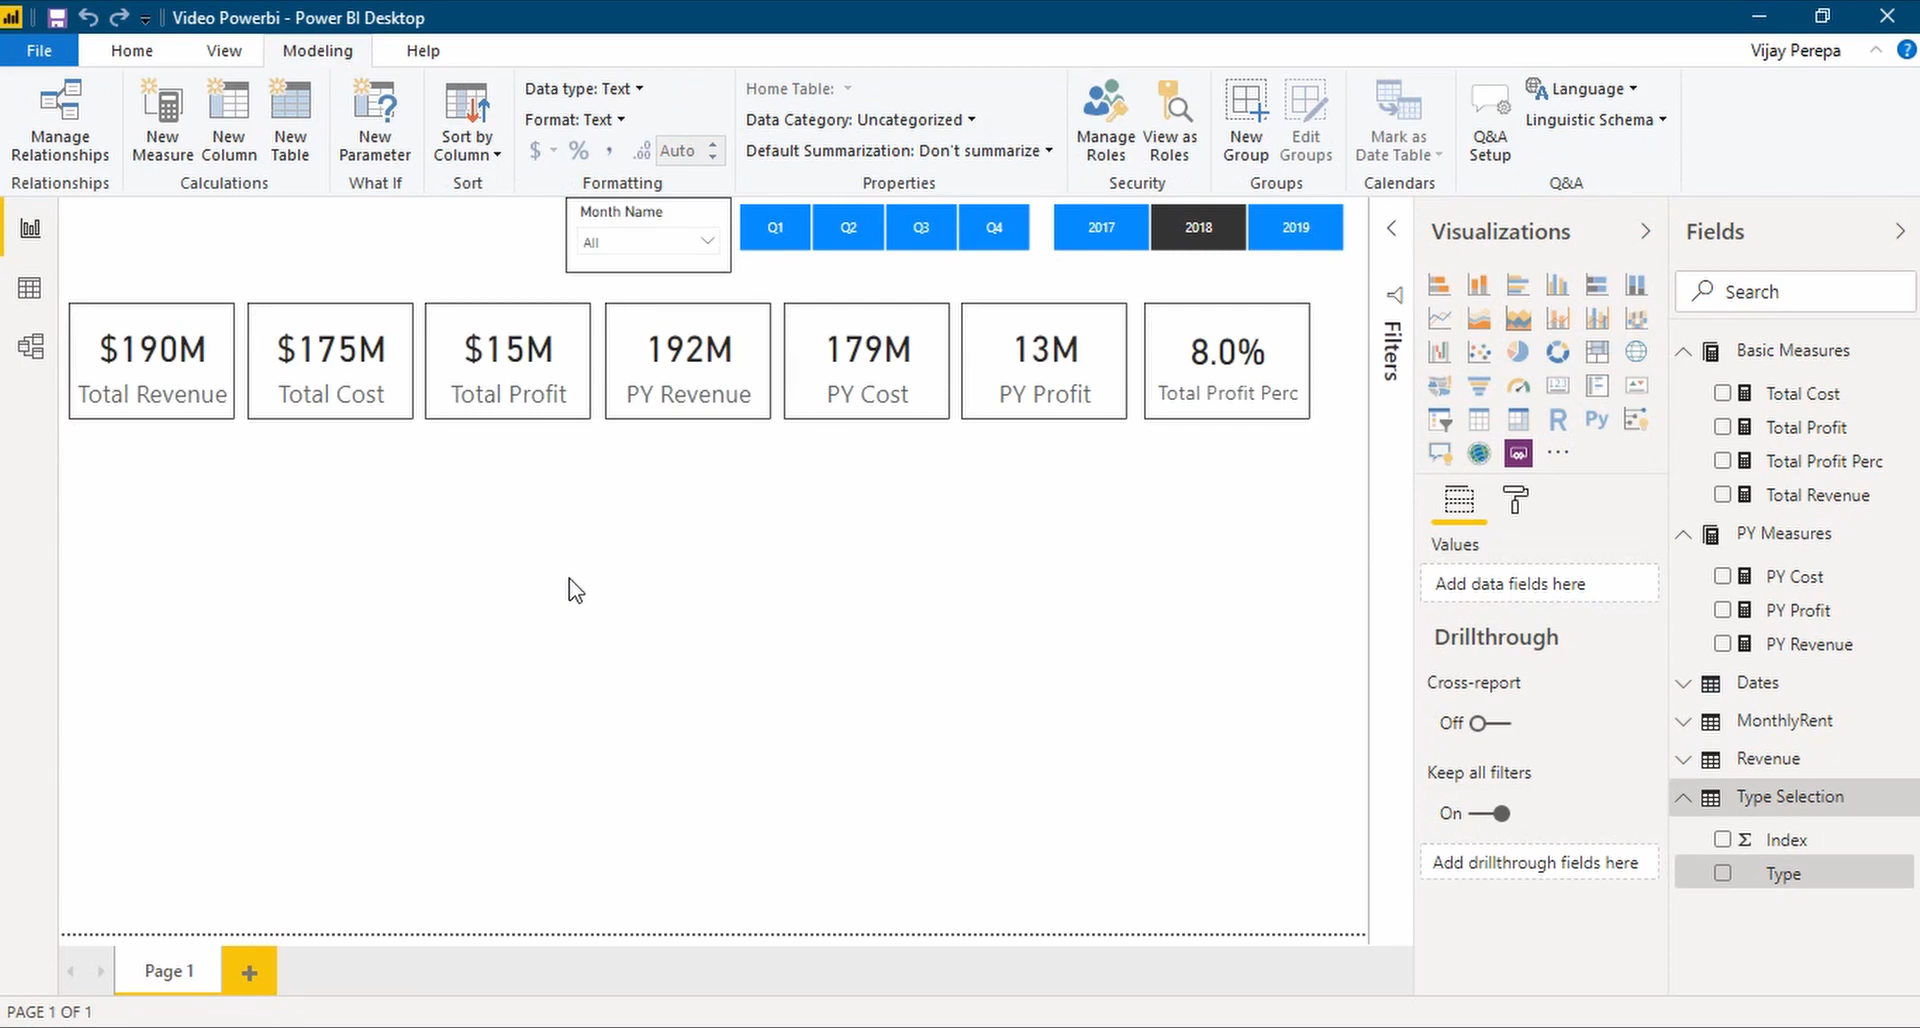 Video Powerbi - Power BI Desktop
File Home View Modeling Help Vijay Perepa ?
Manage Relationships
New Measure
New Column
New Table
New Parameter
Sort by Column
Data type: Text
Format: Text
$ % , .00 Auto
Home Table:
Data Category: Uncategorized
Default Summarization: Don't summarize
Manage Roles
View as Roles
New Group
Edit Groups
Mark as Date Table
Q&A Setup
Language
Linguistic Schema
Relationships Calculations What If Sort Formatting Properties Security Groups Calendars Q&A
Month Name
All
Q1 Q2 Q3 Q4 2017 2018 2019
$190M
Total Revenue
$175M
Total Cost
$15M
Total Profit
192M
PY Revenue
179M
PY Cost
13M
PY Profit
8.0%
Total Profit Perc
Filters
Visualizations
123
R Py
...
Values
Add data fields here
Drillthrough
Cross-report
Off
Keep all filters
On
Add drillthrough fields here
Fields
Search
Basic Measures
Total Cost
Total Profit
Total Profit Perc
Total Revenue
PY Measures
PY Cost
PY Profit
PY Revenue
Dates
MonthlyRent
Revenue
Type Selection
Σ Index
Type
Page 1 +
PAGE 1 OF 1